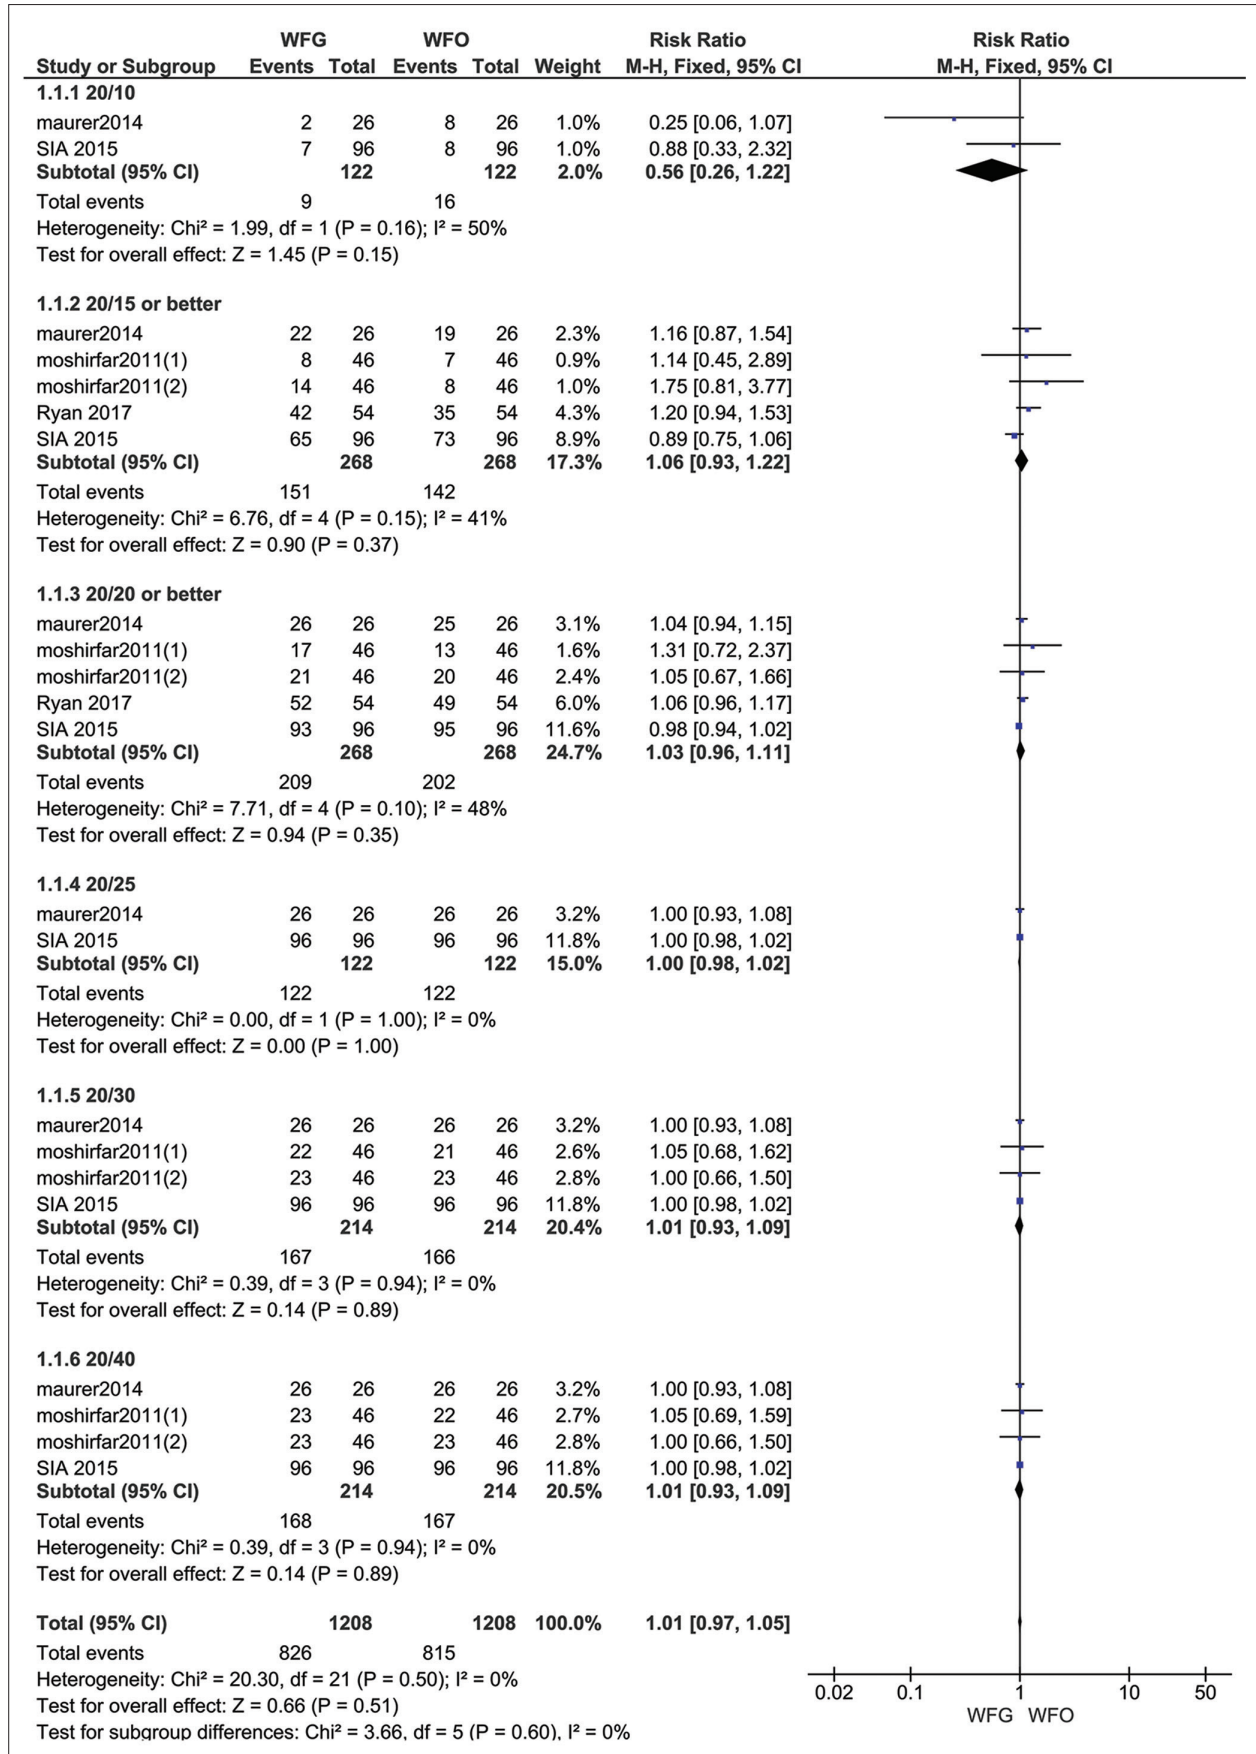 WFG WFO Risk Ratio Risk Ratio
Study or Subgroup Events Total Events Total Weight M-H, Fixed, 95% CI M-H, Fixed, 95% CI
1.1.1 20/10
maurer2014 2 26 8 26 1.0% 0.25 [0.06, 1.07]
SIA 2015 7 96 8 96 1.0% 0.88 [0.33, 2.32]
Subtotal (95% CI) 122 122 2.0% 0.56 [0.26, 1.22]
Total events 9 16
Heterogeneity: Chi² = 1.99, df = 1 (P = 0.16); I² = 50%
Test for overall effect: Z = 1.45 (P = 0.15)
1.1.2 20/15 or better
maurer2014 22 26 19 26 2.3% 1.16 [0.87, 1.54]
moshirfar2011(1) 8 46 7 46 0.9% 1.14 [0.45, 2.89]
moshirfar2011(2) 14 46 8 46 1.0% 1.75 [0.81, 3.77]
Ryan 2017 42 54 35 54 4.3% 1.20 [0.94, 1.53]
SIA 2015 65 96 73 96 8.9% 0.89 [0.75, 1.06]
Subtotal (95% CI) 268 268 17.3% 1.06 [0.93, 1.22]
Total events 151 142
Heterogeneity: Chi² = 6.76, df = 4 (P = 0.15); I² = 41%
Test for overall effect: Z = 0.90 (P = 0.37)
1.1.3 20/20 or better
maurer2014 26 26 25 26 3.1% 1.04 [0.94, 1.15]
moshirfar2011(1) 17 46 13 46 1.6% 1.31 [0.72, 2.37]
moshirfar2011(2) 21 46 20 46 2.4% 1.05 [0.67, 1.66]
Ryan 2017 52 54 49 54 6.0% 1.06 [0.96, 1.17]
SIA 2015 93 96 95 96 11.6% 0.98 [0.94, 1.02]
Subtotal (95% CI) 268 268 24.7% 1.03 [0.96, 1.11]
Total events 209 202
Heterogeneity: Chi² = 7.71, df = 4 (P = 0.10); I² = 48%
Test for overall effect: Z = 0.94 (P = 0.35)
1.1.4 20/25
maurer2014 26 26 26 26 3.2% 1.00 [0.93, 1.08]
SIA 2015 96 96 96 96 11.8% 1.00 [0.98, 1.02]
Subtotal (95% CI) 122 122 15.0% 1.00 [0.98, 1.02]
Total events 122 122
Heterogeneity: Chi² = 0.00, df = 1 (P = 1.00); I² = 0%
Test for overall effect: Z = 0.00 (P = 1.00)
1.1.5 20/30
maurer2014 26 26 26 26 3.2% 1.00 [0.93, 1.08]
moshirfar2011(1) 22 46 21 46 2.6% 1.05 [0.68, 1.62]
moshirfar2011(2) 23 46 23 46 2.8% 1.00 [0.66, 1.50]
SIA 2015 96 96 96 96 11.8% 1.00 [0.98, 1.02]
Subtotal (95% CI) 214 214 20.4% 1.01 [0.93, 1.09]
Total events 167 166
Heterogeneity: Chi² = 0.39, df = 3 (P = 0.94); I² = 0%
Test for overall effect: Z = 0.14 (P = 0.89)
1.1.6 20/40
maurer2014 26 26 26 26 3.2% 1.00 [0.93, 1.08]
moshirfar2011(1) 23 46 22 46 2.7% 1.05 [0.69, 1.59]
moshirfar2011(2) 23 46 23 46 2.8% 1.00 [0.66, 1.50]
SIA 2015 96 96 96 96 11.8% 1.00 [0.98, 1.02]
Subtotal (95% CI) 214 214 20.5% 1.01 [0.93, 1.09]
Total events 168 167
Heterogeneity: Chi² = 0.39, df = 3 (P = 0.94); I² = 0%
Test for overall effect: Z = 0.14 (P = 0.89)
Total (95% CI) 1208 1208 100.0% 1.01 [0.97, 1.05]
Total events 826 815
Heterogeneity: Chi² = 20.30, df = 21 (P = 0.50); I² = 0%
Test for overall effect: Z = 0.66 (P = 0.51)
Test for subgroup differences: Chi² = 3.66, df = 5 (P = 0.60), I² = 0%
0.02 0.1 1 10 50
WFG WFO